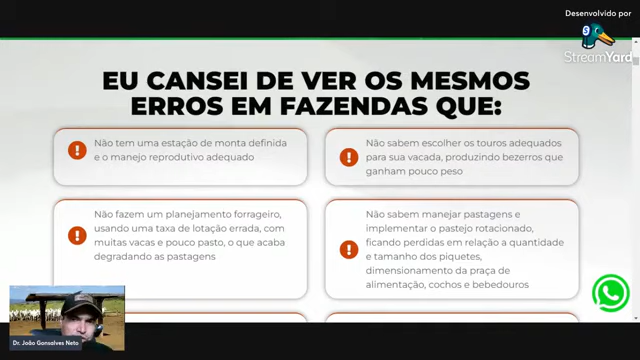 Desenvolvido por
StreamYard
EU CANSEI DE VER OS MESMOS
ERROS EM FAZENDAS QUE:
Não tem uma estação de monta definida
e o manejo reprodutivo adequado
Não sabem escolher os touros adequados
para sua vacada, produzindo bezerros que
ganham pouco peso
Não fazem um planejamento forrageiro,
usando uma taxa de lotação errada, com
muitas vacas e pouco pasto, o que acaba
degradando as pastagens
Não sabem manejar pastagens e
implementar o pastejo rotacionado,
ficando perdidas em relação a quantidade
e tamanho dos piquetes,
dimensionamento da praça de
alimentação, cochos e bebedouros
Dr. João Gonsalves Neto